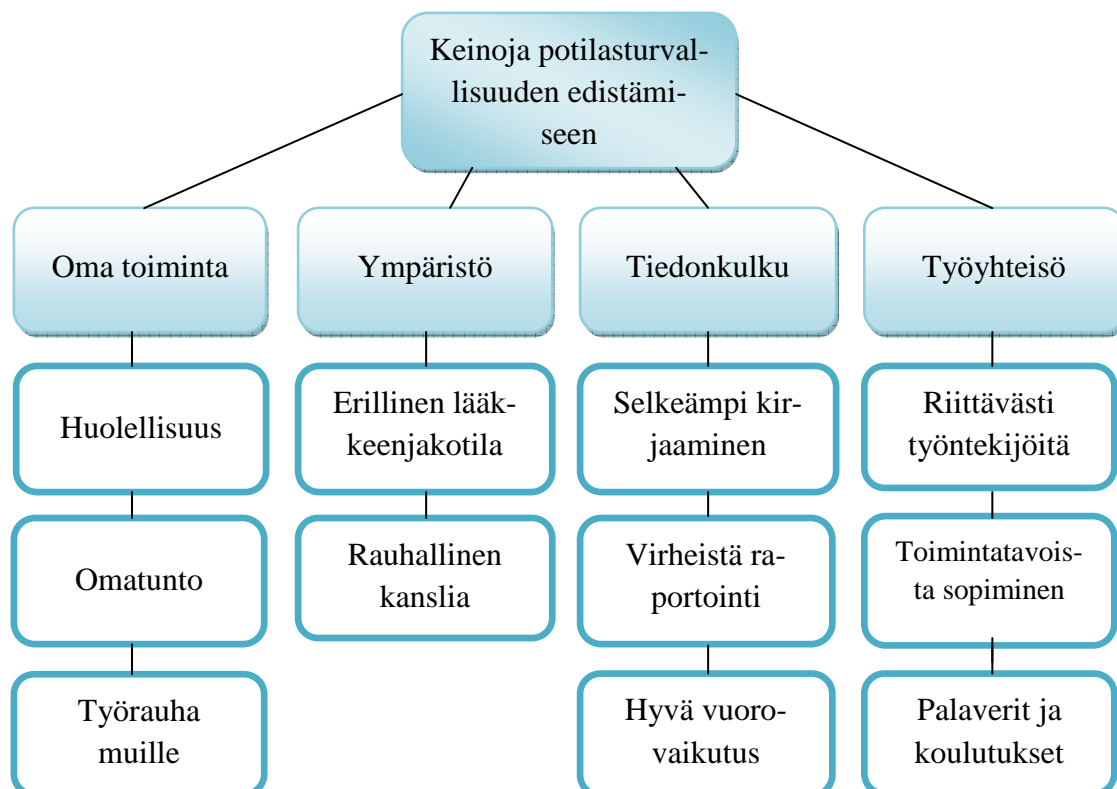 Keinoja potilasturval-
lisuuden edistämi-
seen
Oma toiminta
Ympäristö
Tiedonkulku
Työyhteisö
Huolellisuus
Erillinen lääk-
keenjakotila
Selkeämpi kir-
jaaminen
Riittävästi
työntekijöitä
Omatunto
Rauhallinen
kanslia
Virheistä ra-
portointi
Toimintatavois-
ta sopiminen
Työrauha
muille
Hyvä vuoro-
vaikutus
Palaverit ja
koulutukset